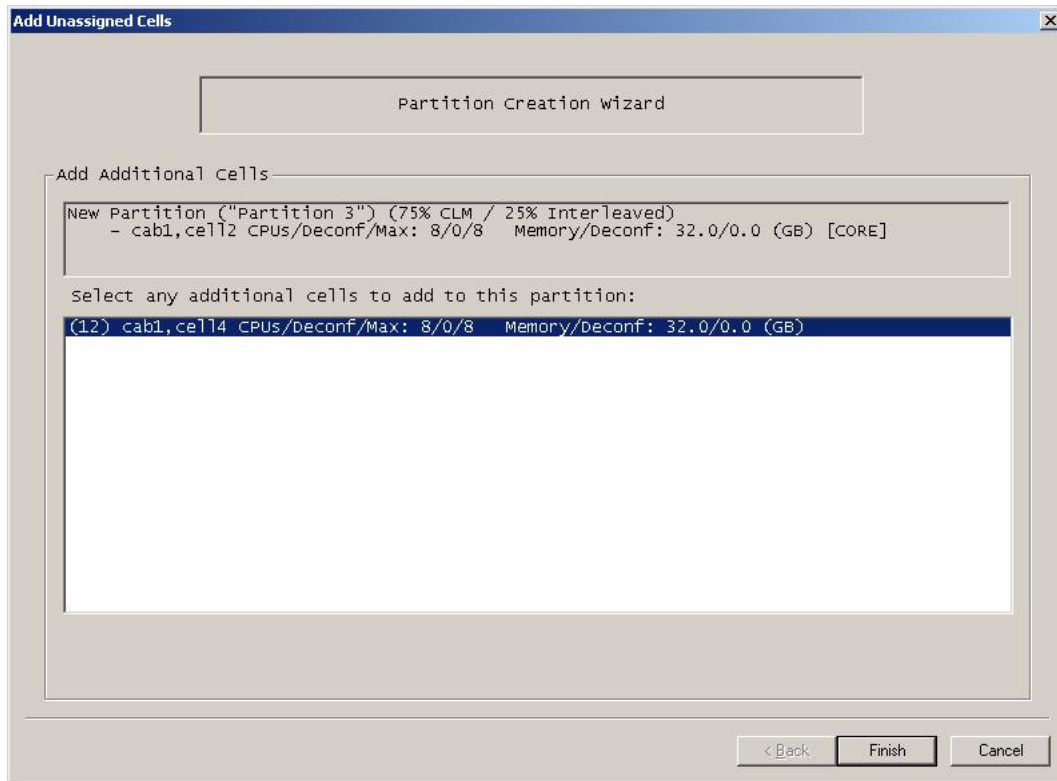 Add Unassigned Cells
Partition Creation Wizard
Add Additional Cells
New Partition ("Partition 3") (75% CLM / 25% Interleaved)
- cab1,cell2 CPUs/Deconf/Max: 8/0/8 Memory/Deconf: 32.0/0.0 (GB) [CORE]
Select any additional cells to add to this partition:
(12) cab1,cell4 CPUs/Deconf/Max: 8/0/8 Memory/Deconf: 32.0/0.0 (GB)
< Back Finish Cancel